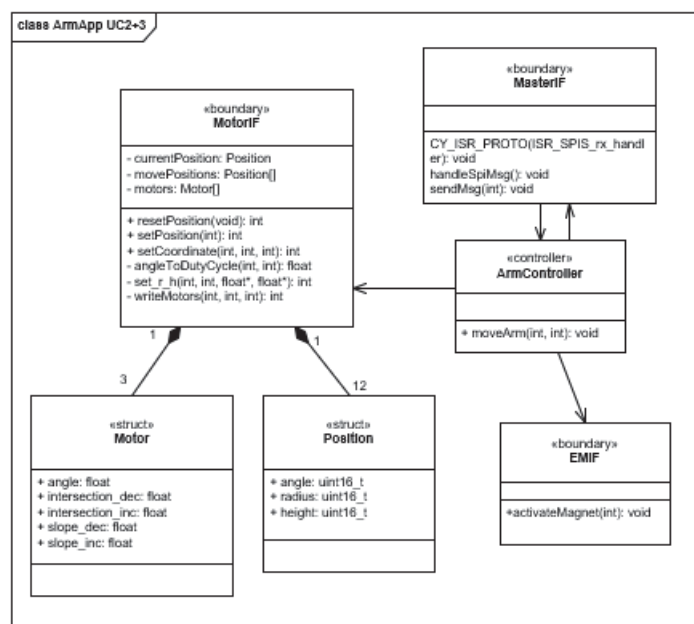 class ArmApp UC2+3
«boundary»
MotorIF
- currentPosition: Position
- movePositions: Position[]
- motors: Motor[]
+ resetPosition(void): int
+ setPosition(int): int
+ setCoordinate(int, int, int): int
- angleToDutyCycle(int, int): float
- set_r_h(int, int, float*, float*): int
- writeMotors(int, int, int): int
«boundary»
MasterIF
CY_ISR_PROTO(ISR_SPIS_rx_handl
er): void
handleSpiMsg(): void
sendMsg(int): void
«controller»
ArmController
+ moveArm(int, int): void
1
1
3
12
«struct»
Motor
+ angle: float
+ intersection_dec: float
+ intersection_inc: float
+ slope_dec: float
+ slope_inc: float
«struct»
Position
+ angle: uint16_t
+ radius: uint16_t
+ height: uint16_t
«boundary»
EMIF
+activateMagnet(int): void